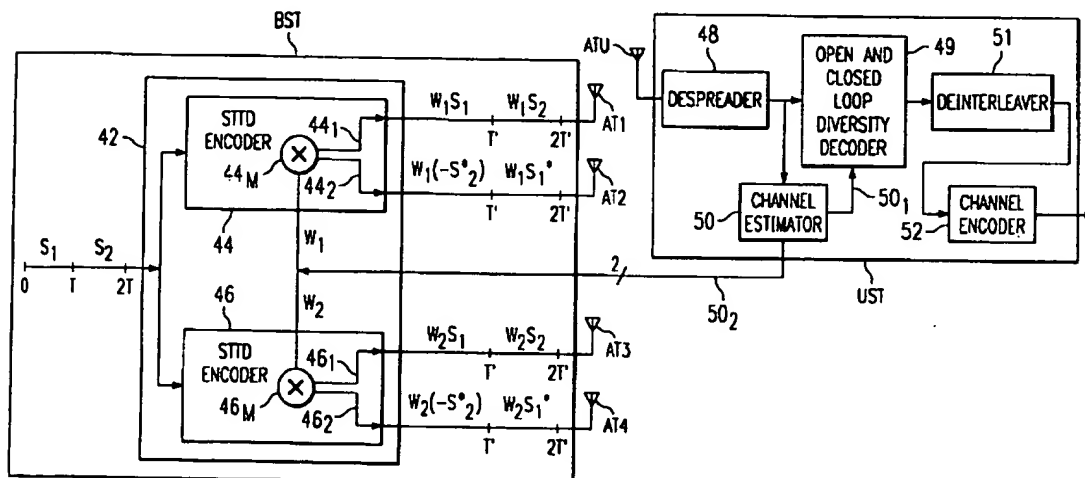 BST
42
STTD
ENCODER
44₁
44M
44₂
44
W₁
S₁ S₂
0 T 2T
W₂
46
STTD
ENCODER
46₁
46M
46₂
W₁S₁ W₁S₂
T' 2T'
AT1
W₁(-S*₂) W₁S₁*
T' 2T'
AT2
2
50₂
W₂S₁ W₂S₂
T' 2T'
AT3
W₂(-S*₂) W₂S₁*
T' 2T'
AT4
ATU
48
DESPREADER
OPEN AND
CLOSED
LOOP
DIVERSITY
DECODER
49
51
DEINTERLEAVER
50
CHANNEL
ESTIMATOR
50₁
CHANNEL
ENCODER
52
UST